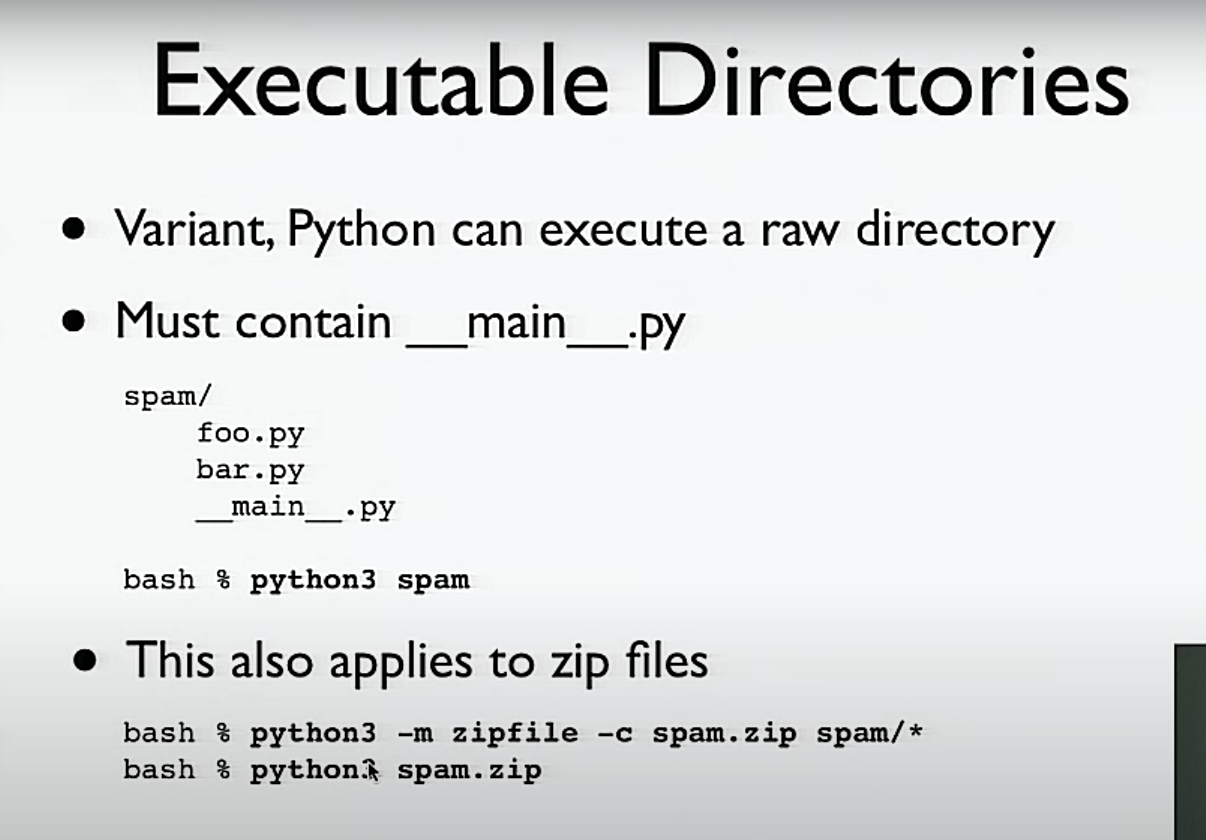 Executable Directories
• Variant, Python can execute a raw directory
• Must contain __main__.py
spam/
foo.py
bar.py
__main__.py
bash % python3 spam
• This also applies to zip files
bash % python3 -m zipfile -c spam.zip spam/*
bash % python3 spam.zip